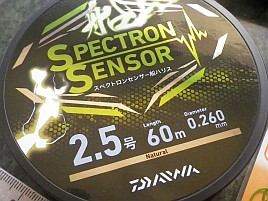 SPECTRON
SENSOR
スペクトロンセンサー船ハリス
2.5号
Length
60m
Diameter
0.260
mm
Natural
DAIWA